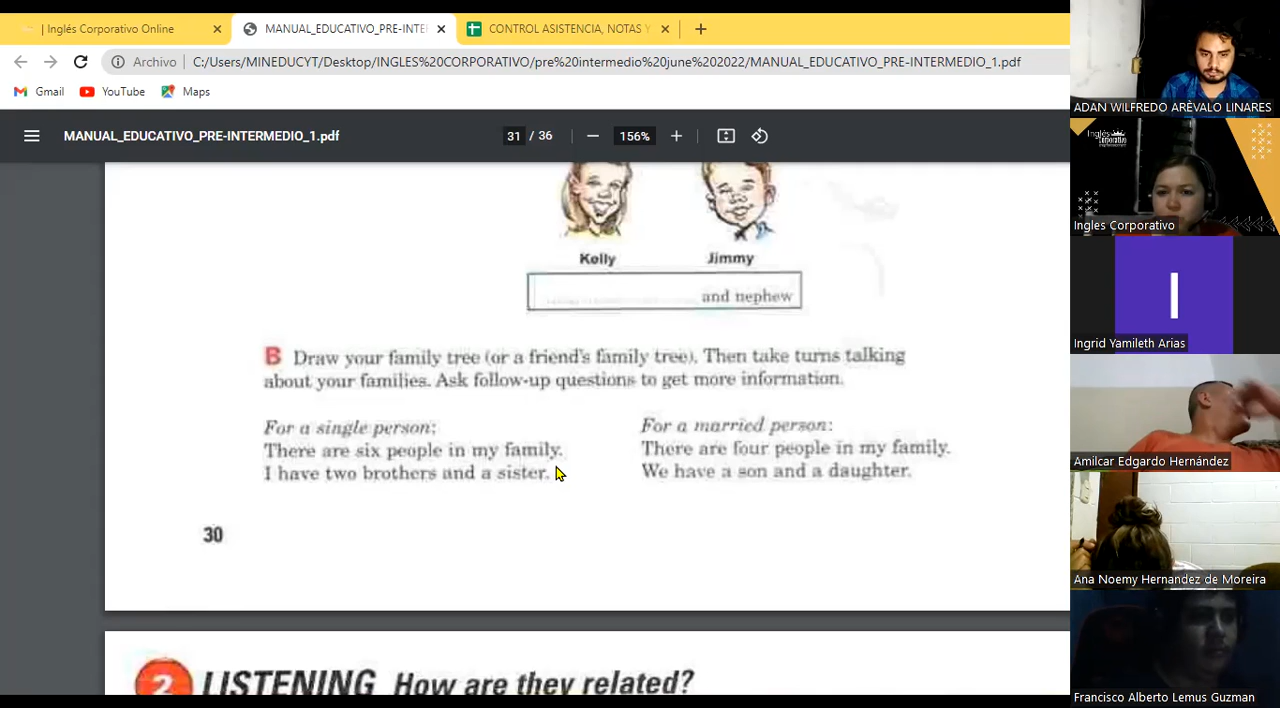 | Inglés Corporativo Online
MANUAL_EDUCATIVO_PRE-INTER
CONTROL ASISTENCIA, NOTAS Y
Archivo
C:/Users/MINEDUCYT/Desktop/INGLES%20CORPORATIVO/pre%20intermedio%20june%202022/MANUAL_EDUCATIVO_PRE-INTERMEDIO_1.pdf
Gmail
YouTube
Maps
MANUAL_EDUCATIVO_PRE-INTERMEDIO_1.pdf
31 / 36
156%
Kelly
Jimmy
and nephew
B Draw your family tree (or a friend's family tree). Then take turns talking
about your families. Ask follow-up questions to get more information.
For a single person:
There are six people in my family.
I have two brothers and a sister.
For a married person:
There are four people in my family.
We have a son and a daughter.
30
2 LISTENING How are they related?
ADAN WILFREDO ARÈVALO LINARES
Inglés
Corporativo
Ingles Corporativo
I
Ingrid Yamileth Arias
Amilcar Edgardo Hernández
Ana Noemy Hernandez de Moreira
Francisco Alberto Lemus Guzman